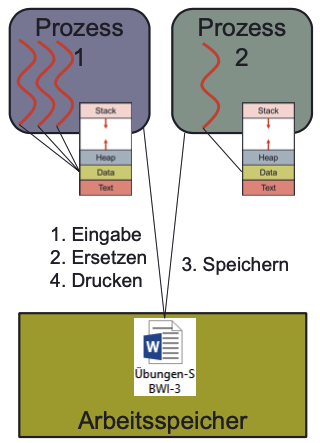 Prozess
1
Stack
Heap
Data
Text
Prozess
2
Stack
Heap
Data
Text
1. Eingabe
2. Ersetzen
4. Drucken
3. Speichern
W
Übungen-S
BWI-3
Arbeitsspeicher